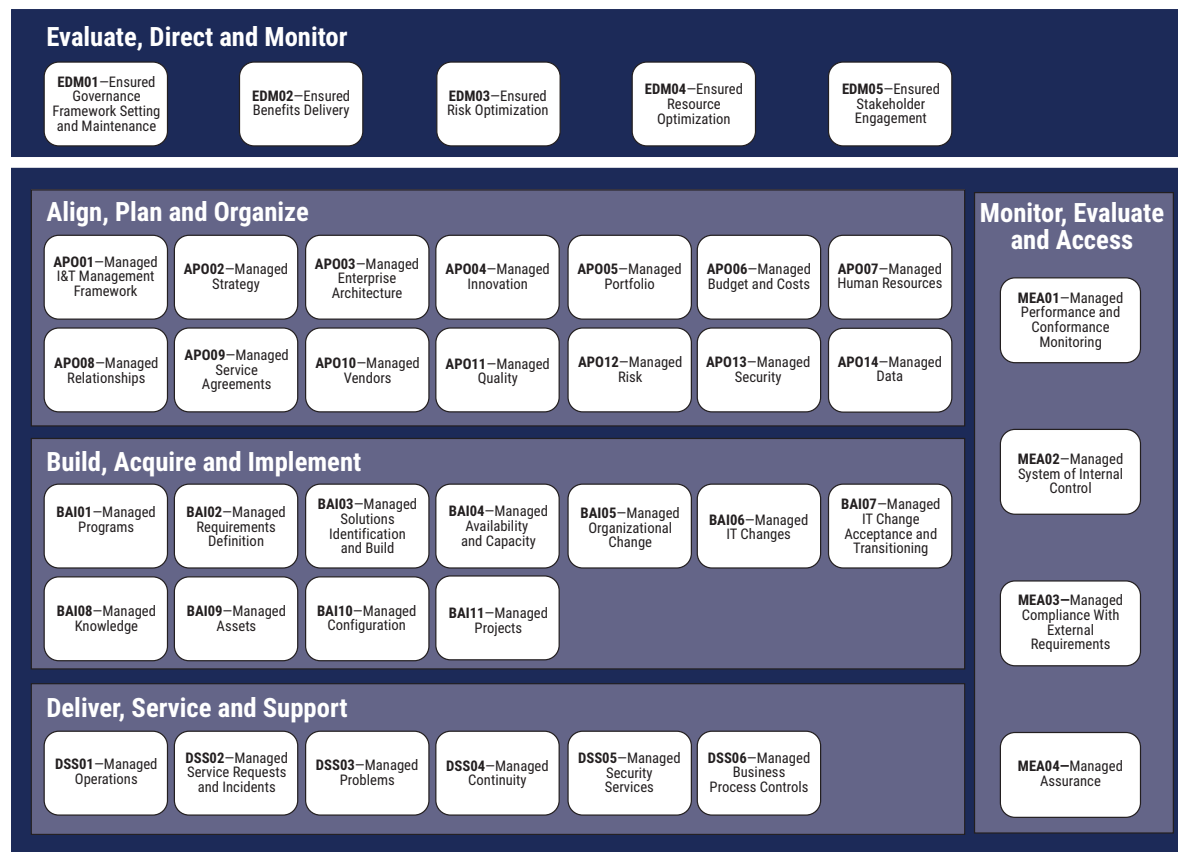 Evaluate, Direct and Monitor
EDM01—Ensured
Governance
Framework Setting
and Maintenance
EDM02—Ensured
Benefits Delivery
EDM03—Ensured
Risk Optimization
EDM04—Ensured
Resource
Optimization
EDM05—Ensured
Stakeholder
Engagement
Align, Plan and Organize
APO01—Managed
I&T Management
Framework
APO02—Managed
Strategy
APO03—Managed
Enterprise
Architecture
APO04—Managed
Innovation
APO05—Managed
Portfolio
APO06—Managed
Budget and Costs
APO07—Managed
Human Resources
APO08—Managed
Relationships
APO09—Managed
Service
Agreements
APO10—Managed
Vendors
APO11—Managed
Quality
APO12—Managed
Risk
APO13—Managed
Security
APO14—Managed
Data
Build, Acquire and Implement
BAI01—Managed
Programs
BAI02—Managed
Requirements
Definition
BAI03—Managed
Solutions
Identification
and Build
BAI04—Managed
Availability
and Capacity
BAI05—Managed
Organizational
Change
BAI06—Managed
IT Changes
BAI07—Managed
IT Change
Acceptance and
Transitioning
BAI08—Managed
Knowledge
BAI09—Managed
Assets
BAI10—Managed
Configuration
BAI11—Managed
Projects
Deliver, Service and Support
DSS01—Managed
Operations
DSS02—Managed
Service Requests
and Incidents
DSS03—Managed
Problems
DSS04—Managed
Continuity
DSS05—Managed
Security
Services
DSS06—Managed
Business
Process Controls
Monitor, Evaluate
and Access
MEA01—Managed
Performance and
Conformance
Monitoring
MEA02—Managed
System of Internal
Control
MEA03—Managed
Compliance With
External
Requirements
MEA04—Managed
Assurance